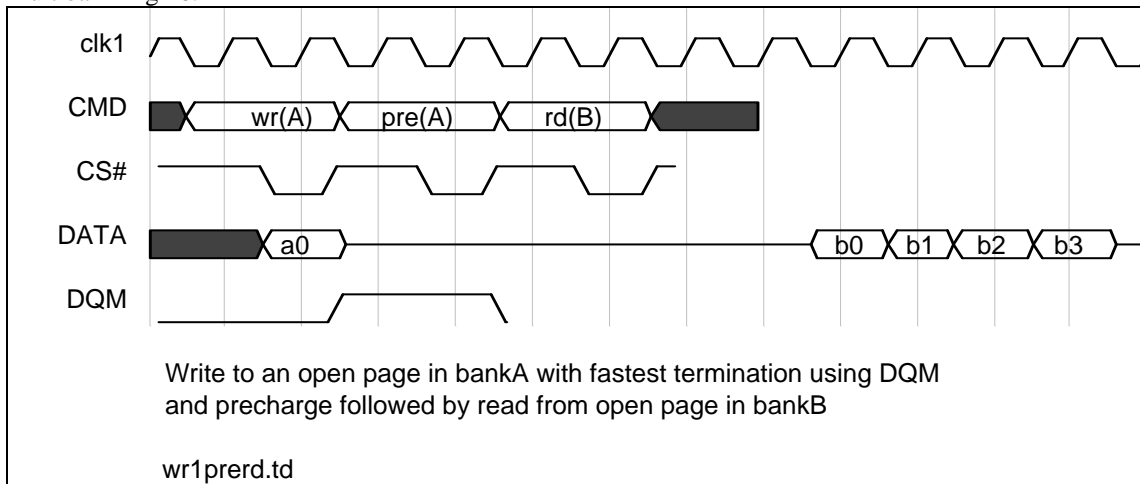 clk1
CMD wr(A) pre(A) rd(B)
CS#
DATA a0 b0 b1 b2 b3
DQM
Write to an open page in bankA with fastest termination using DQM
and precharge followed by read from open page in bankB
wr1prerd.td